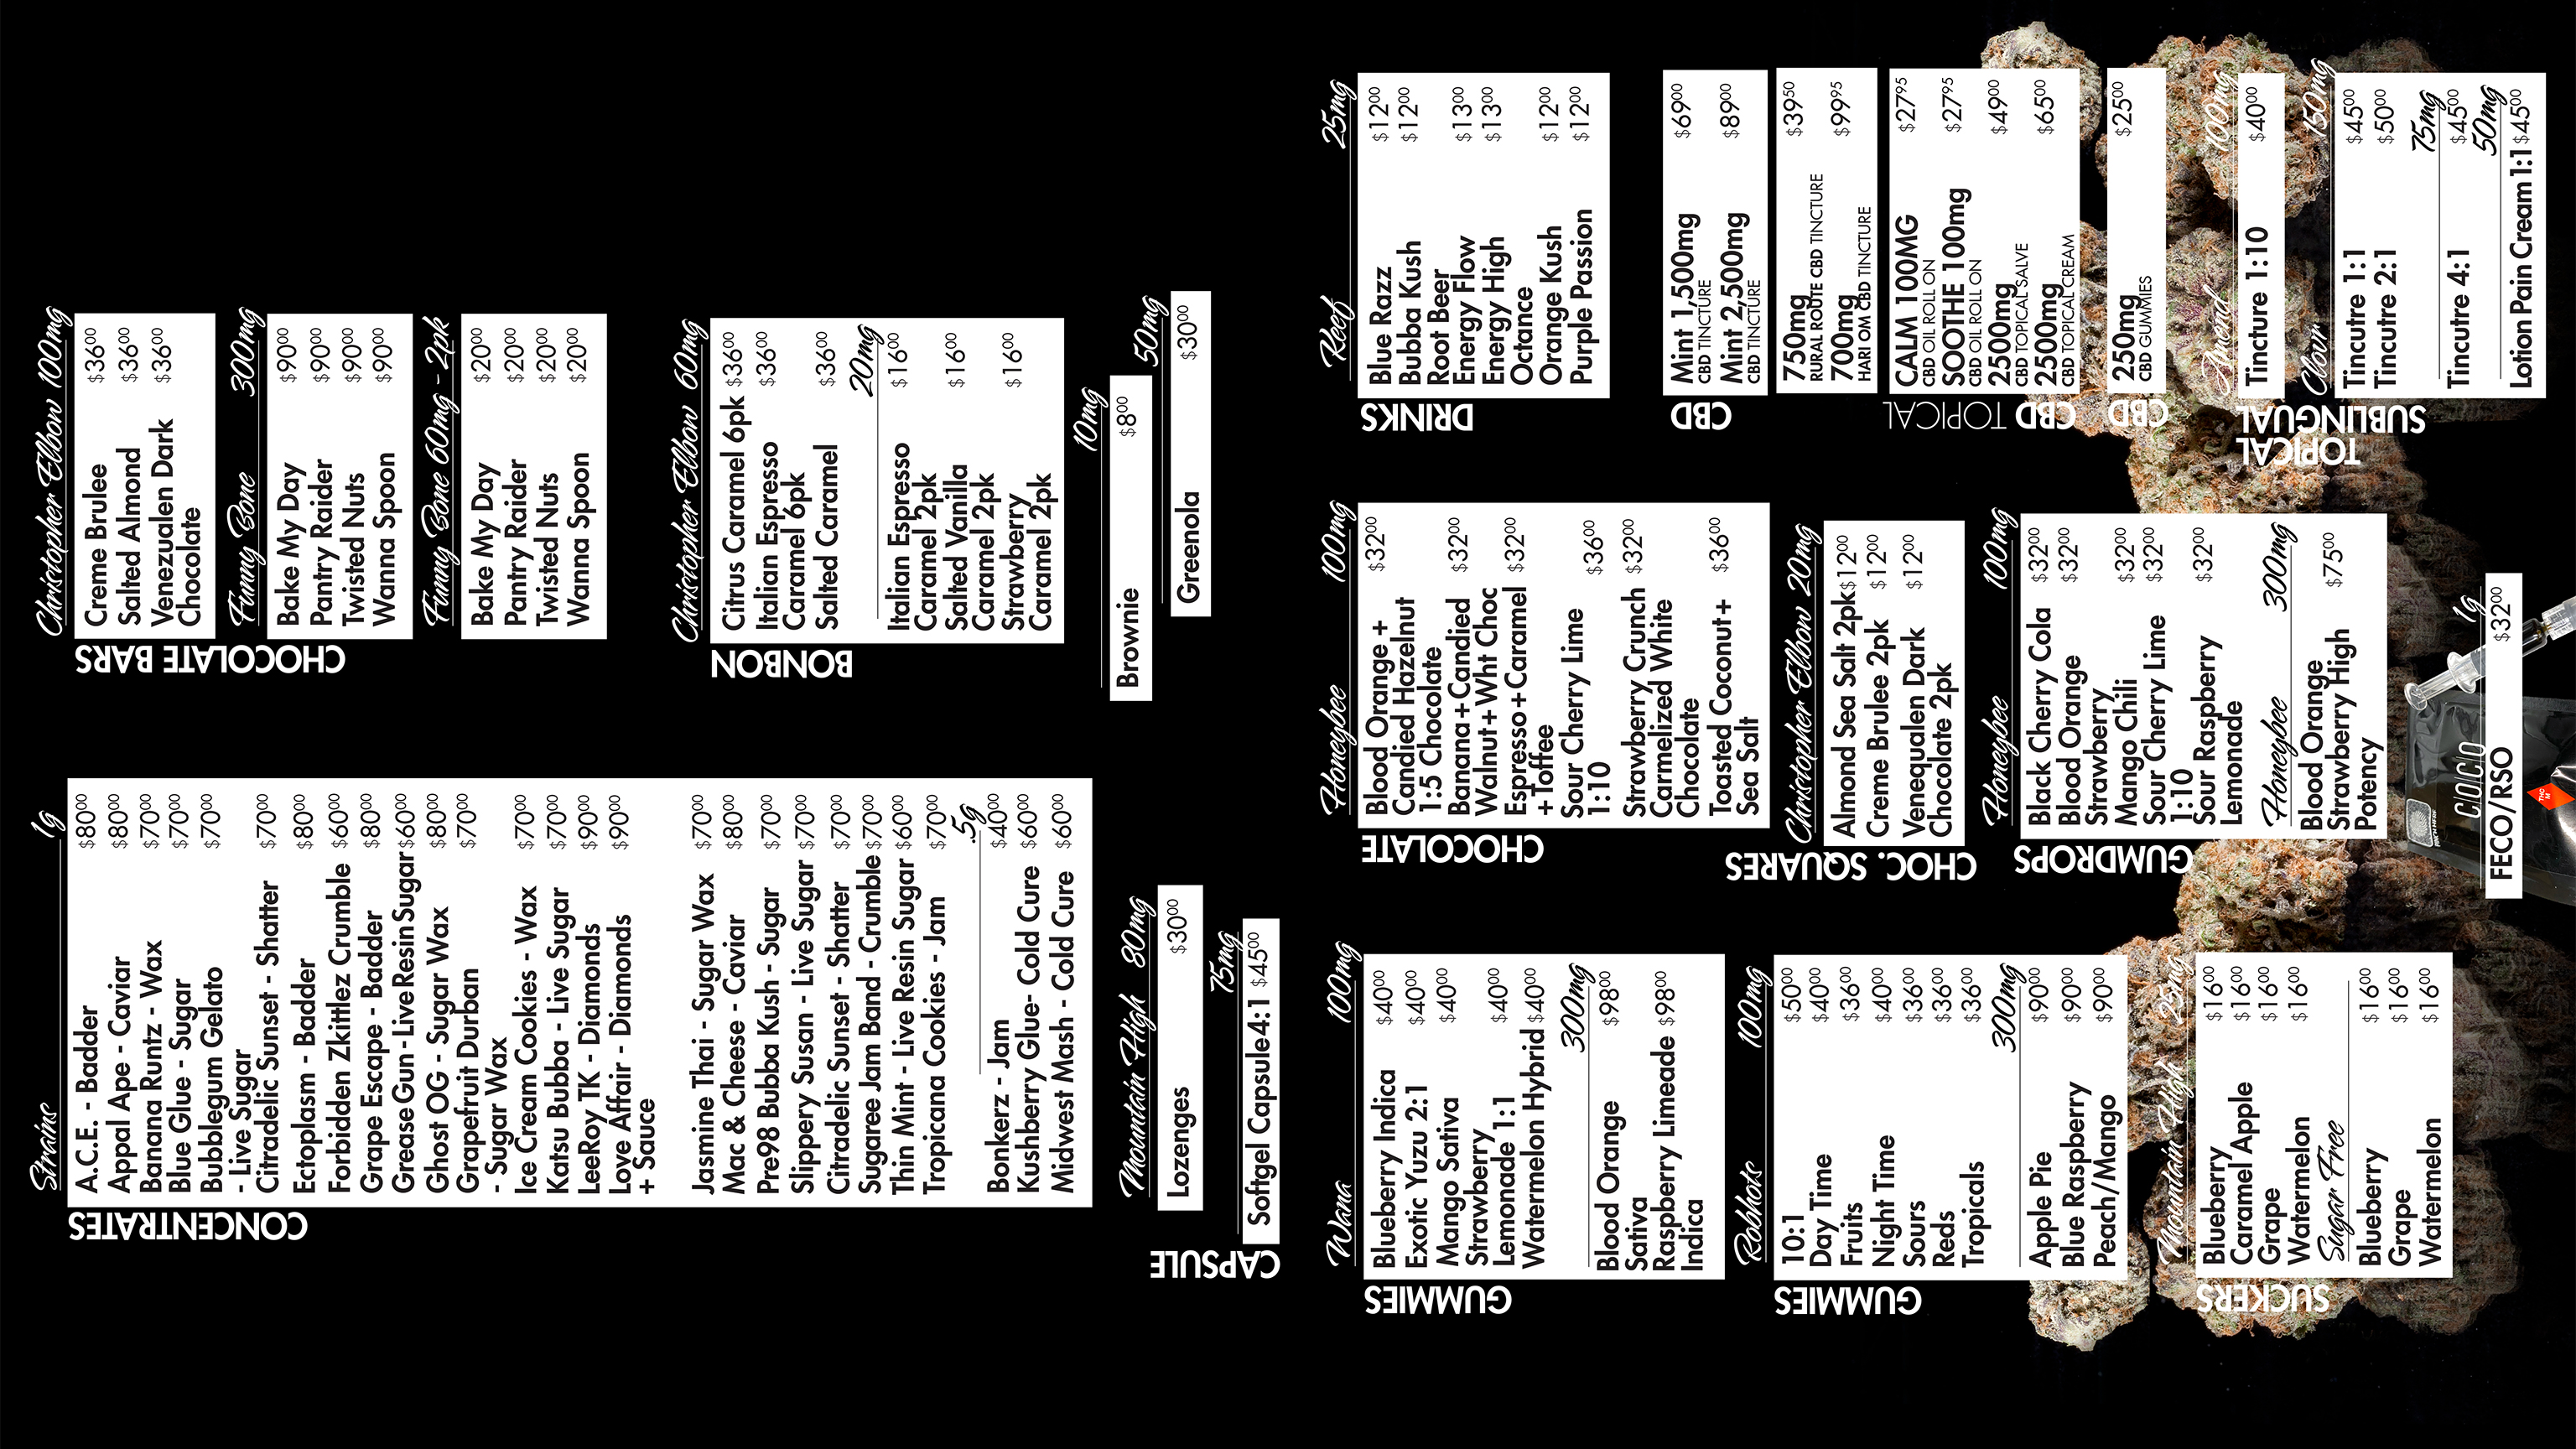 CONCENTRATES
Strains 1g
A.C.E. - Badder $80.00
Appal Ape - Caviar $80.00
Banana Runtz - Wax $70.00
Blue Glue - Sugar $70.00
Bubblegum Gelato $70.00
- Live Sugar
Citradelic Sunset - Shatter $70.00
Ectoplasm - Badder $80.00
Forbidden Zkittlez Crumble $60.00
Grape Escape - Badder $80.00
Grease Gun - Live Resin Sugar $60.00
Ghost OG - Sugar Wax $80.00
Grapefruit Durban $70.00
- Sugar Wax
Ice Cream Cookies - Wax $70.00
Katsu Bubba - Live Sugar $70.00
LeeRoy TK - Diamonds $90.00
Love Affair - Diamonds $90.00
+ Sauce
Jasmine Thai - Sugar Wax $70.00
Mac & Cheese - Caviar $80.00
Pre98 Bubba Kush - Sugar $70.00
Slippery Susan - Live Sugar $70.00
Citradelic Sunset - Shatter $70.00
Sugaree Jam Band - Crumble $70.00
Thin Mint - Live Resin Sugar $60.00
Tropicana Cookies - Jam $70.00
.5g
Bonkerz - Jam $40.00
Kushberry Glue- Cold Cure $60.00
Midwest Mash - Cold Cure $60.00
Mountain High 80mg
Lozenges $30.00
CAPSULE
75mg
Softgel Capsule4:1 $45.00
CHOCOLATE BARS
Christopher Elbon 100mg
Creme Brulee $36.00
Salted Almond $36.00
Venezualen Dark $36.00
Chocolate
Funny Bone 300mg
Bake My Day $90.00
Pantry Raider $90.00
Twisted Nuts $90.00
Wanna Spoon $90.00
Funny Bone 60mg - 2pk
Bake My Day $20.00
Pantry Raider $20.00
Twisted Nuts $20.00
Wanna Spoon $20.00
BONBON
Christopher Elbon 60mg
Citrus Caramel 6pk $36.00
Italian Espresso $36.00
Caramel 6pk
Salted Caramel $36.00
20mg
Italian Espresso $16.00
Caramel 2pk
Salted Vanilla $16.00
Caramel 2pk
Strawberry $16.00
Caramel 2pk
10mg
Brownie $8.00
50mg
Greenola $30.00
GUMMIES
Wana 100mg
Blueberry Indica $40.00
Exotic Yuzu 2:1 $40.00
Mango Sativa $40.00
Strawberry
Lemonade 1:1 $40.00
Watermelon Hybrid $40.00
300mg
Blood Orange $98.00
Sativa
Raspberry Limeade $98.00
Indica
GUMMIES
Robhots 100mg
10:1 $50.00
Day Time $40.00
Fruits $36.00
Night Time $40.00
Sours $36.00
Reds $36.00
Tropicals $36.00
300mg
Apple Pie $90.00
Blue Raspberry $90.00
Peach/Mango $90.00
SUCKERS
Mountain High 25mg
Blueberry $16.00
Caramel Apple $16.00
Grape $16.00
Watermelon $16.00
Sugar Free
Blueberry $16.00
Grape $16.00
Watermelon $16.00
CHOCOLATE
Honeybee 100mg
Blood Orange + $32.00
Candied Hazelnut
1:5 Chocolate
Banana+Candied $32.00
Walnut+Wht Choc
Espresso+Caramel $32.00
+Toffee
Sour Cherry Lime $36.00
1:10
Strawberry Crunch $32.00
Carmelized White
Chocolate
Toasted Coconut+ $36.00
Sea Salt
CHOC. SQUARES
Christopher Elbon 20mg
Almond Sea Salt 2pk $12.00
Creme Brulee 2pk $12.00
Venequalen Dark $12.00
Chocolate 2pk
GUMDROPS
Honeybee 100mg
Black Cherry Cola $32.00
Blood Orange $32.00
Strawberry
Mango Chili $32.00
Sour Cherry Lime $32.00
1:10
Sour Raspberry $32.00
Lemonade
Honeybee 300mg
Blood Orange $75.00
Strawberry High
Potency
CIOICIO
1g
FECO/RSO $32.00
DRINKS
Keef 25mg
Blue Razz $12.00
Bubba Kush $12.00
Root Beer
Energy Flow $13.00
Energy High $13.00
Octance
Orange Kush $12.00
Purple Passion $12.00
CBD
Mint 1,500mg $69.00
CBD TINCTURE
Mint 2,500mg $89.00
CBD TINCTURE
750mg $39.50
RURAL ROUTE CBD TINCTURE
700mg $99.95
HARI OM CBD TINCTURE
TOPICAL CBD
CALM 100MG $27.95
CBD OIL ROLL ON
SOOTHE 100mg $27.95
CBD OIL ROLL ON
2500mg $49.00
CBD TOPICAL SALVE
2500mg $65.00
CBD TOPICAL CREAM
CBD
250mg $25.00
CBD GUMMIES
TOPICAL
SUBLINGUAL
100mg
Tincture 1:10 $40.00
Clovr 150mg
Tincutre 1:1 $45.00
Tincutre 2:1 $50.00
75mg
Tincutre 4:1 $45.00
50mg
Lotion Pain Cream 1:1 $45.00